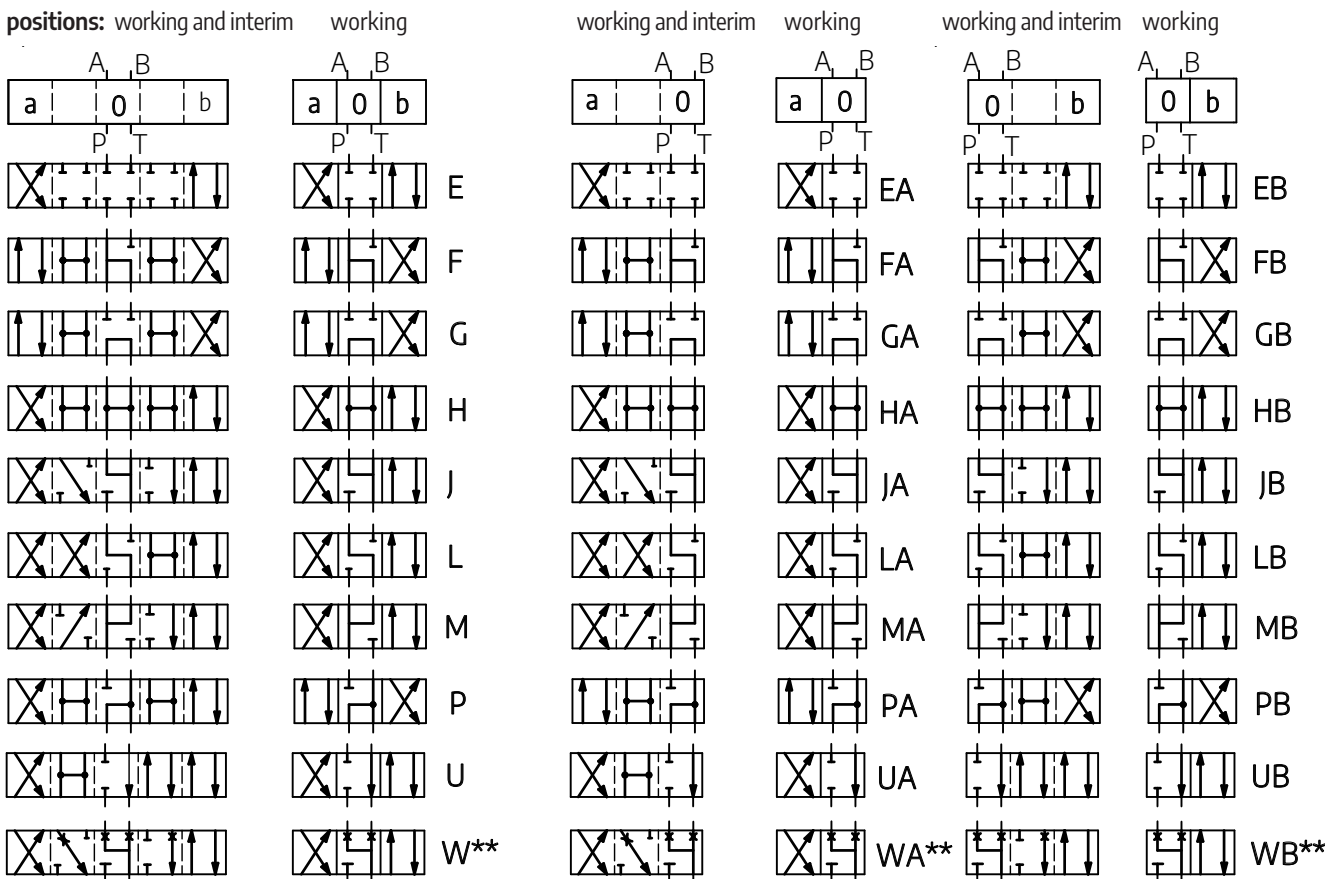 positions: working and interim working working and interim working working and interim working
A B A B A B A B A B A B
a 0 b a 0 b a 0 a 0 0 b 0 b
P T P T P T P T P T P T
E EA EB
F FA FB
G GA GB
H HA HB
J JA JB
L LA LB
M MA MB
P PA PB
U UA UB
W** WA** WB**